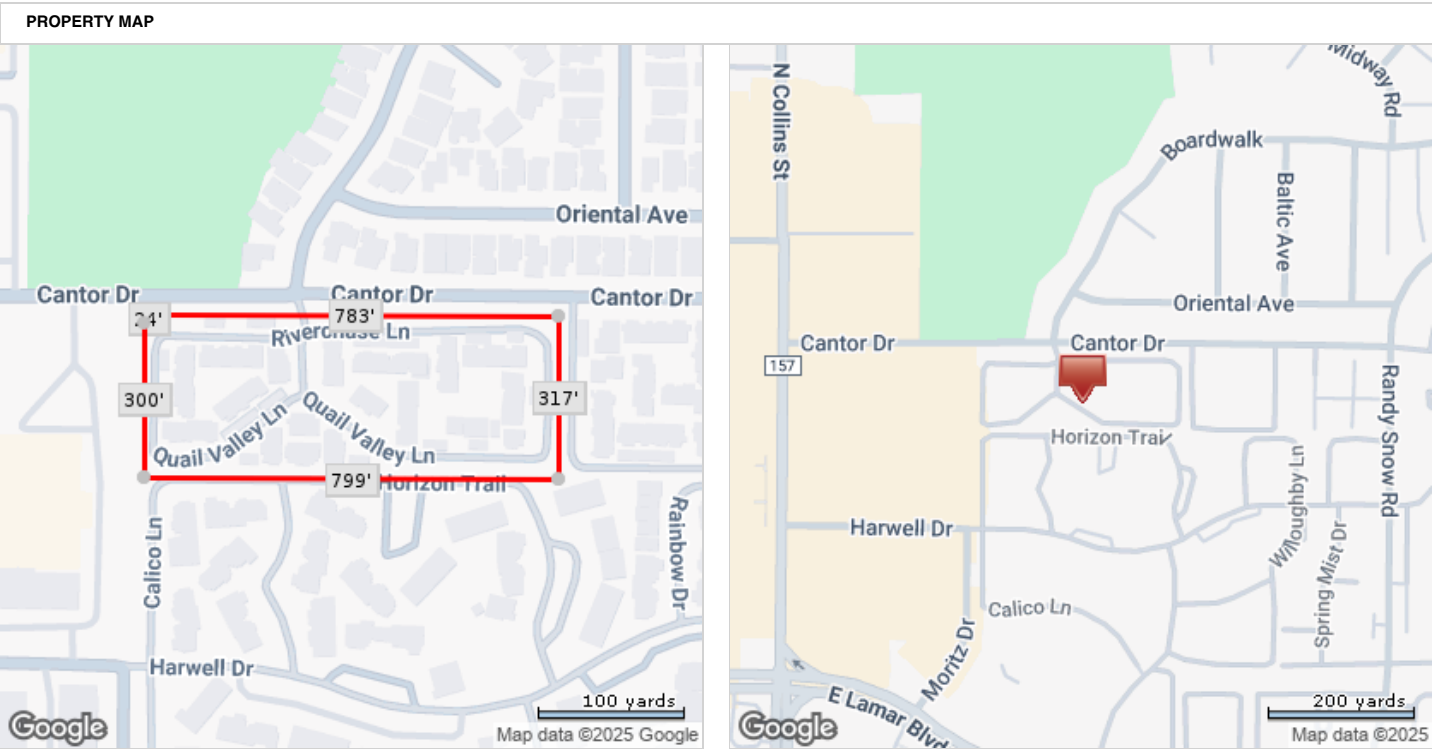 PROPERTY MAP
Oriental Ave
Cantor Dr
Cantor Dr
Cantor Dr
24'
783'
Riverchase Ln
300'
317'
Quail Valley Ln
Quail Valley Ln
799'
Horizon Trail
Calico Ln
Rainbow Dr
Harwell Dr
100 yards
Google
Map data ©2025 Google
N Collins St
Midway Rd
Boardwalk
Baltic Ave
Oriental Ave
Cantor Dr
Cantor Dr
157
Randy Snow Rd
Horizon Trail
Willoughby Ln
Harwell Dr
Spring Mist Dr
Calico Ln
Moritz Dr
E Lamar Blvd
200 yards
Google
Map data ©2025